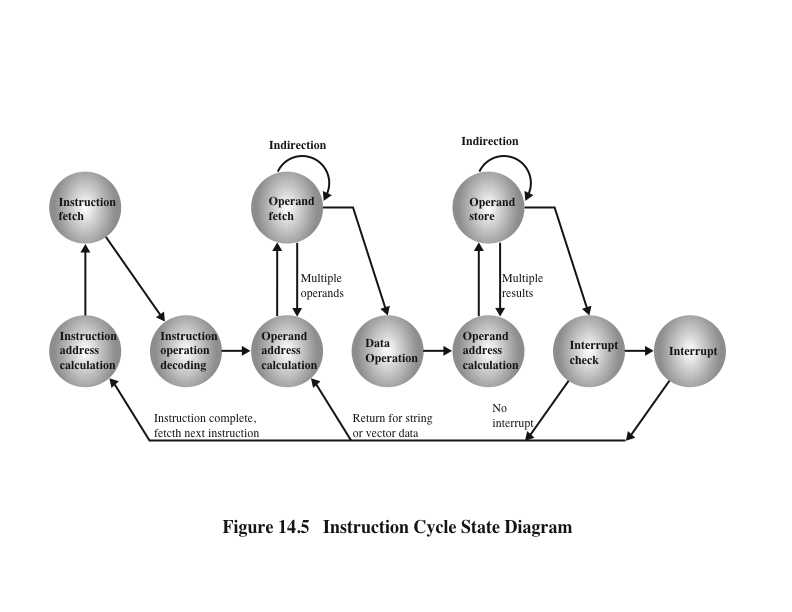 Indirection
Indirection
Instruction
fetch
Operand
fetch
Operand
store
Multiple
operands
Multiple
results
Instruction
address
calculation
Instruction
operation
decoding
Operand
address
calculation
Data
Operation
Operand
address
calculation
Interrupt
check
Interrupt
Instruction complete,
fetcth next instruction
Return for string
or vector data
No
interrupt
Figure 14.5 Instruction Cycle State Diagram